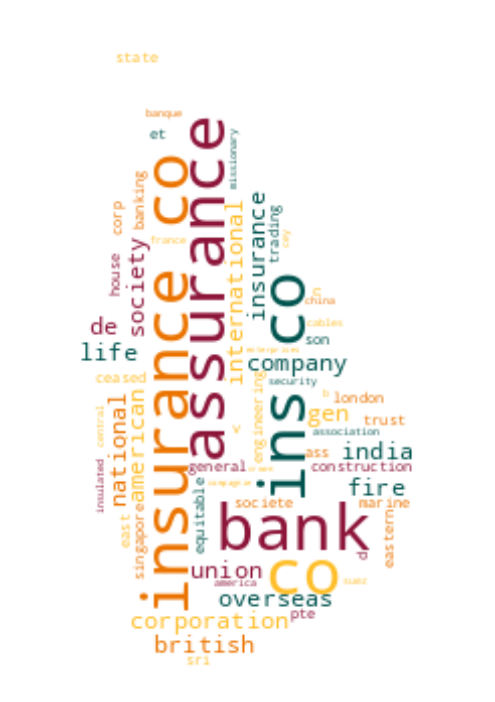 state
banque
et
missionary
insurance co
assurance
banking
corp
international
insurance
trading
cey
france
society
house
de
life
ins co
c
china
cables
son
enterprises
company
security
ceased
american
national
central
engineering
b
london
gen
trust
v
association
india
ass
general
construction
insulated
fire
equitable
compagnie
societe
marine
east
singapore
bank
eastern
d
union
co
america
suez
overseas
corporation
pte
british
sri